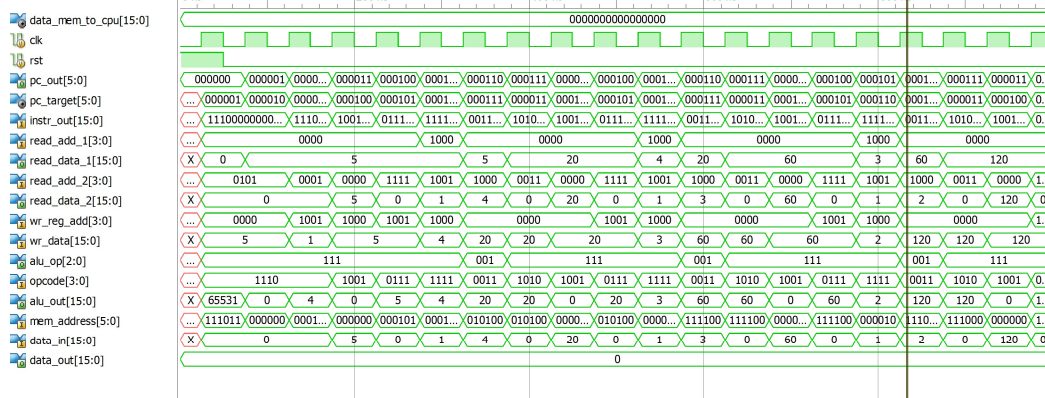 data_mem_to_cpu[15:0] 0000000000000000
clk
rst
pc_out[5:0] 000000 000001 0000... 000011 000100 0001... 000110 000111 0000... 000100 0001... 000110 000111 0000... 000100 000101 0001... 000111 000011 0.
pc_target[5:0] ... 000001 000010 0000... 000100 000101 0001... 000111 000011 0001... 000101 0001... 000111 000011 0001... 000101 000110 0001... 000011 000100 0.
instr_out[15:0] ... 11100000000... 1110... 1001... 0111... 1111... 0011... 1010... 1001... 0111... 1111... 0011... 1010... 1001... 0111... 1111... 0011... 1010... 1001... 0.
read_add_1[3:0] ... 0000 1000 0000 1000 0000 1000 0000
read_data_1[15:0] X 0 5 5 20 4 20 60 3 60 120
read_add_2[3:0] ... 0101 0001 0000 1111 1001 1000 0011 0000 1111 1001 1000 0011 0000 1111 1001 1000 0011 0000 1.
read_data_2[15:0] ... 0 5 0 1 4 0 20 0 1 3 0 60 0 1 2 0 120 0
wr_reg_add[3:0] ... 0000 1001 1000 1001 1000 0000 1001 1000 0000 1001 1000 0000 1.
wr_data[15:0] X 5 1 5 4 20 20 20 3 60 60 60 2 120 120 120
alu_op[2:0] ... 111 001 111 001 111 001 111
opcode[3:0] ... 1110 1001 0111 1111 0011 1010 1001 0111 1111 0011 1010 1001 0111 1111 0011 1010 1001 0.
alu_out[15:0] X 65531 0 4 0 5 4 20 20 0 20 3 60 60 0 60 2 120 120 0 1.
mem_address[5:0] ... 111011 000000 0001... 000000 000101 0001... 010100 010100 0000... 010100 0000... 111100 111100 0000... 111100 000010 1110... 111000 000000 1.
data_in[15:0] X 0 5 0 1 4 0 20 0 1 3 0 60 0 1 2 0 120 0
data_out[15:0] 0